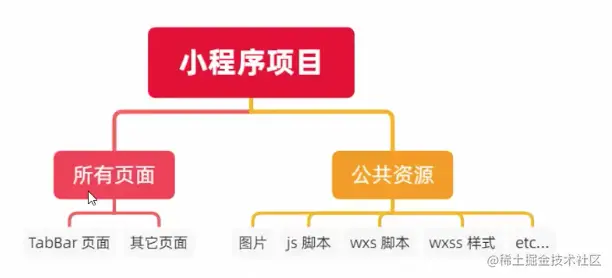 小程序项目
所有页面
公共资源
TabBar 页面
其它页面
图片
js 脚本
wxs 脚本
wxss 样式
etc...
@稀土掘金技术社区